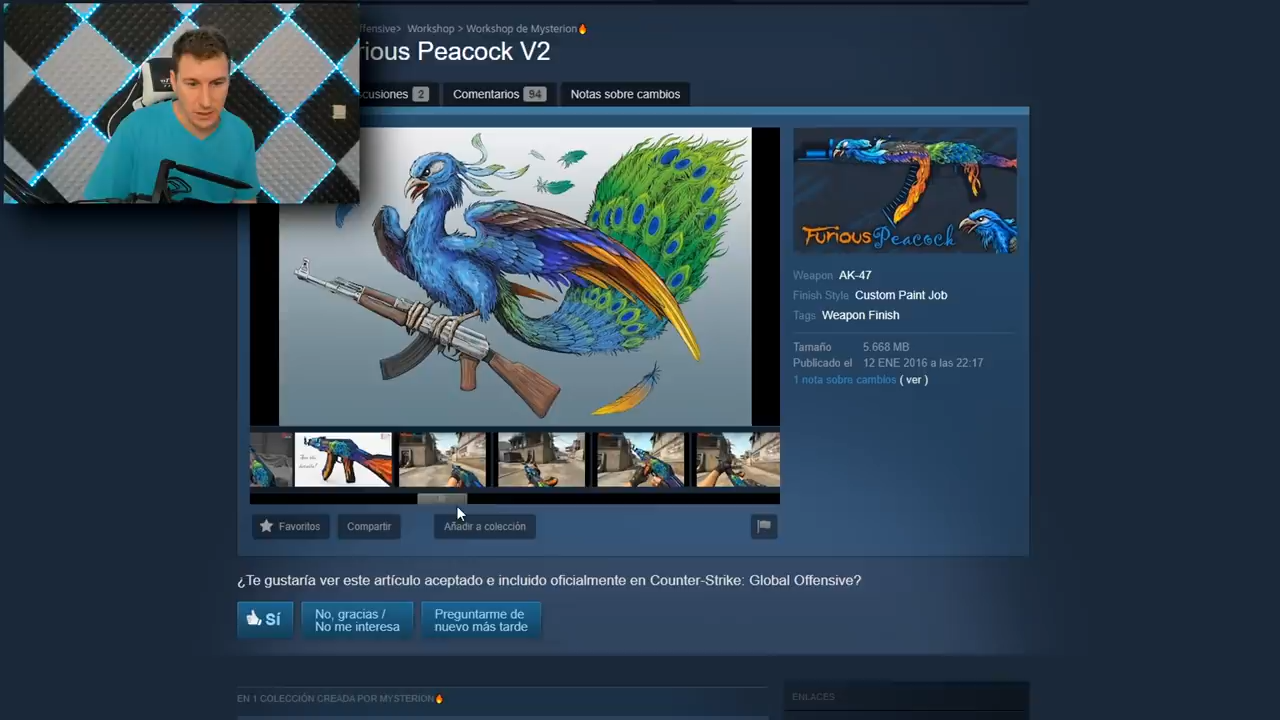 ffensive> Workshop > Workshop de Mysterion🔥
rious Peacock V2
cusiones 2
Comentarios 94
Notas sobre cambios
Furious Peacock
Weapon AK-47
Finish Style Custom Paint Job
Tags Weapon Finish
Tamaño 5.668 MB
Publicado el 12 ENE 2016 a las 22:17
1 nota sobre cambios ( ver )
Favoritos
Compartir
Añadir a colección
¿Te gustaría ver este artículo aceptado e incluido oficialmente en Counter-Strike: Global Offensive?
Sí
No, gracias /
No me interesa
Preguntarme de
nuevo más tarde
EN 1 COLECCIÓN CREADA POR MYSTERION🔥
ENLACES